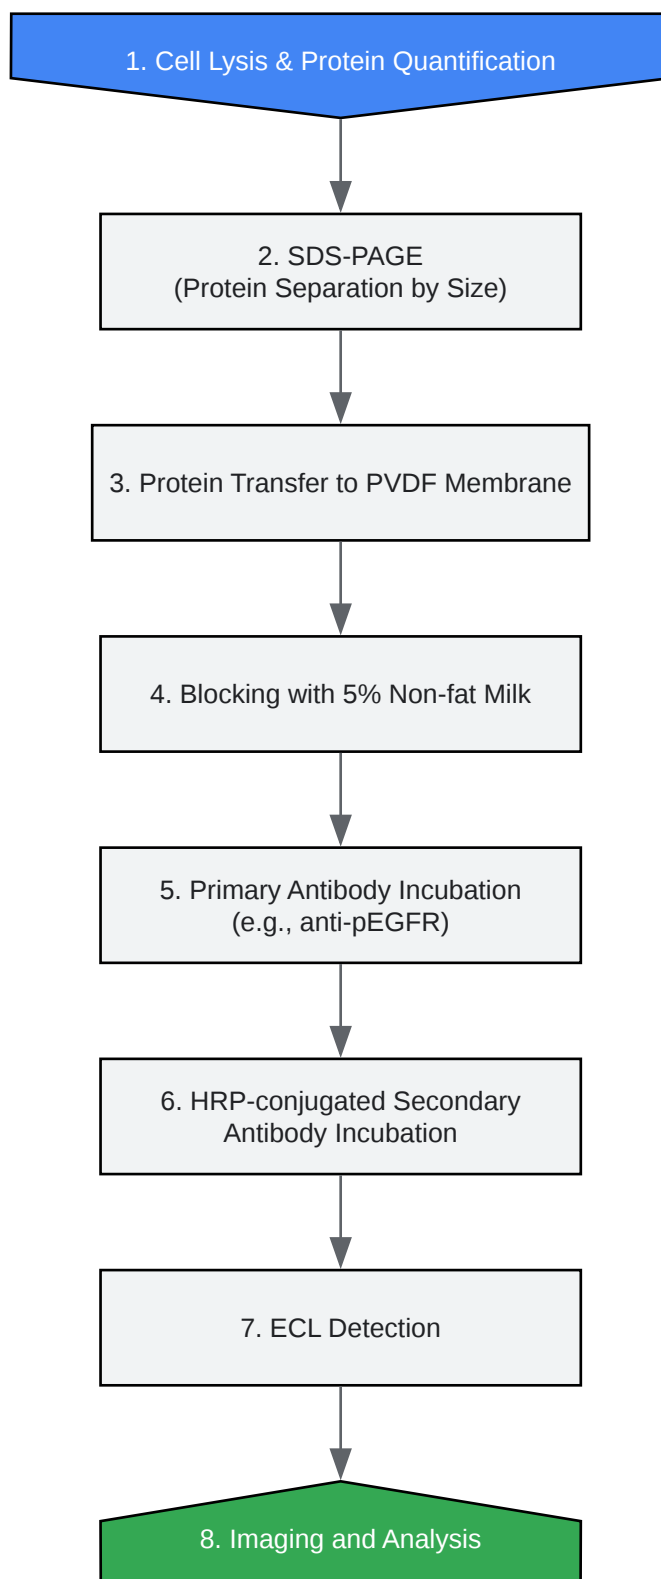 1. Cell Lysis & Protein Quantification
2. SDS-PAGE
(Protein Separation by Size)
3. Protein Transfer to PVDF Membrane
4. Blocking with 5% Non-fat Milk
5. Primary Antibody Incubation
(e.g., anti-pEGFR)
6. HRP-conjugated Secondary
Antibody Incubation
7. ECL Detection
8. Imaging and Analysis